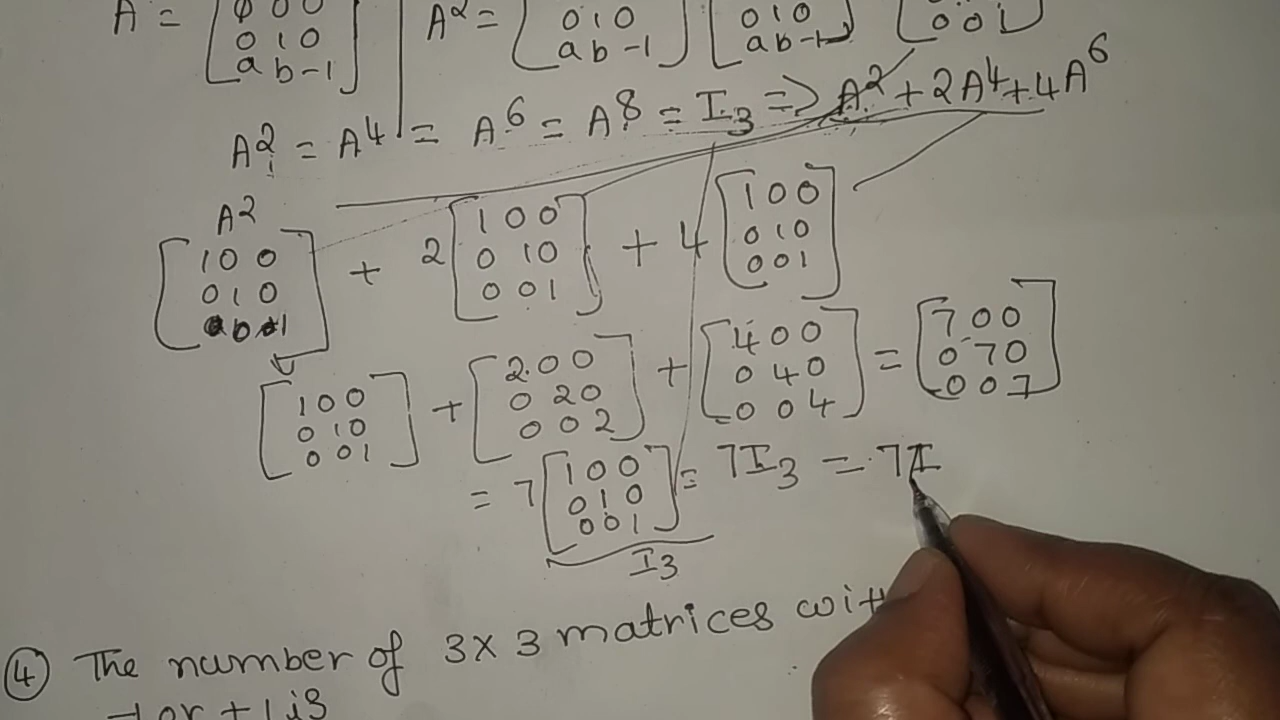 A = [ 0 0 0 | A2 = [ ] [ ] [ ]
0 1 0 0 1 0 0 1 0 0 0 1
a b -1 a b -1 a b -1
A2 = A4 = A6 = A8 = I3 => A2 + 2A4 + 4A6
A2
[ 1 0 0 ] + 2 [ 1 0 0 ] + 4 [ 1 0 0 ]
0 1 0 0 1 0 0 1 0
b 1 0 0 1 0 0 1
[ 1 0 0 ] + [ 2 0 0 ] + [ 4 0 0 ] = [ 7 0 0 ]
0 1 0 0 2 0 0 4 0 0 7 0
0 0 1 0 0 2 0 0 4 0 0 7
= 7 [ 1 0 0 ] = 7I3 = 7I
0 1 0
0 0 1
I3
④ The number of 3 x 3 matrices with
-1 or +1 is